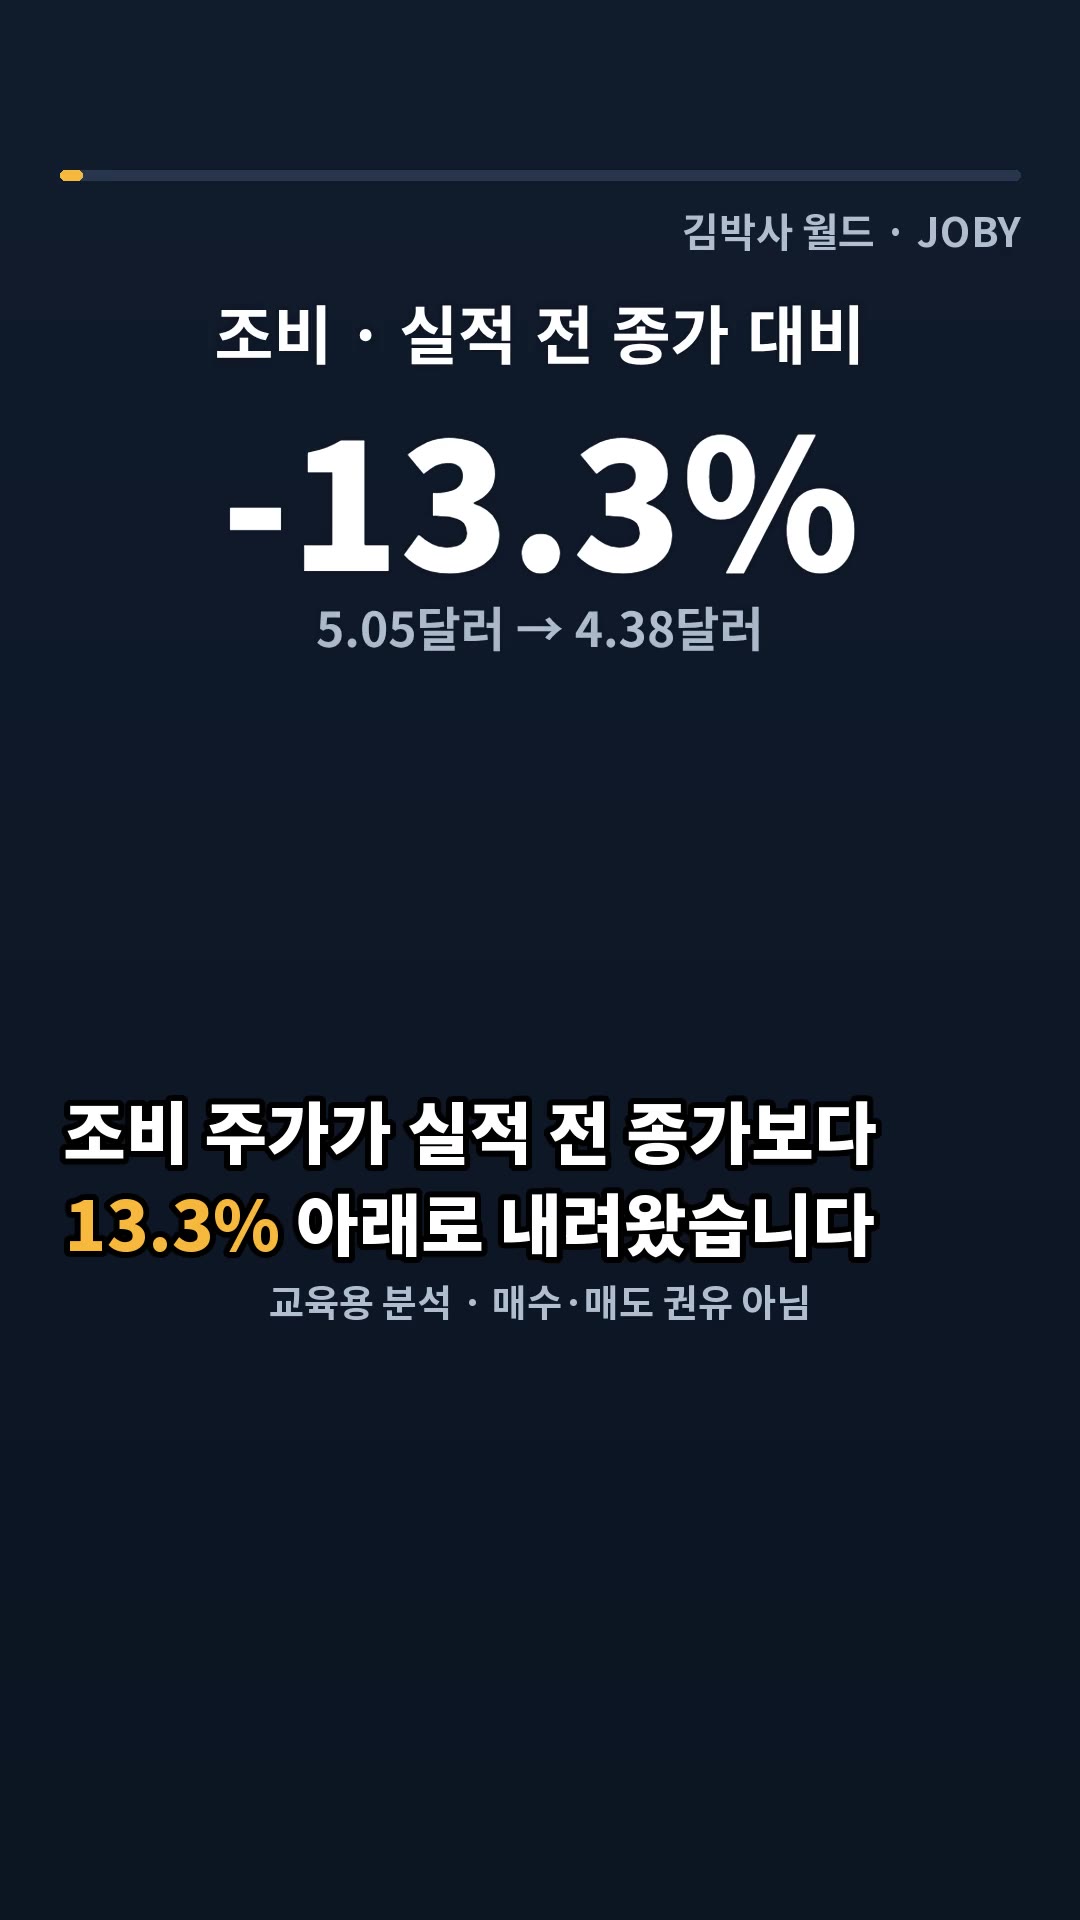 김박사 월드 · JOBY
조비 · 실적 전 종가 대비
-13.3%
5.05달러 → 4.38달러
조비 주가가 실적 전 종가보다
13.3% 아래로 내려왔습니다
교육용 분석 · 매수·매도 권유 아님